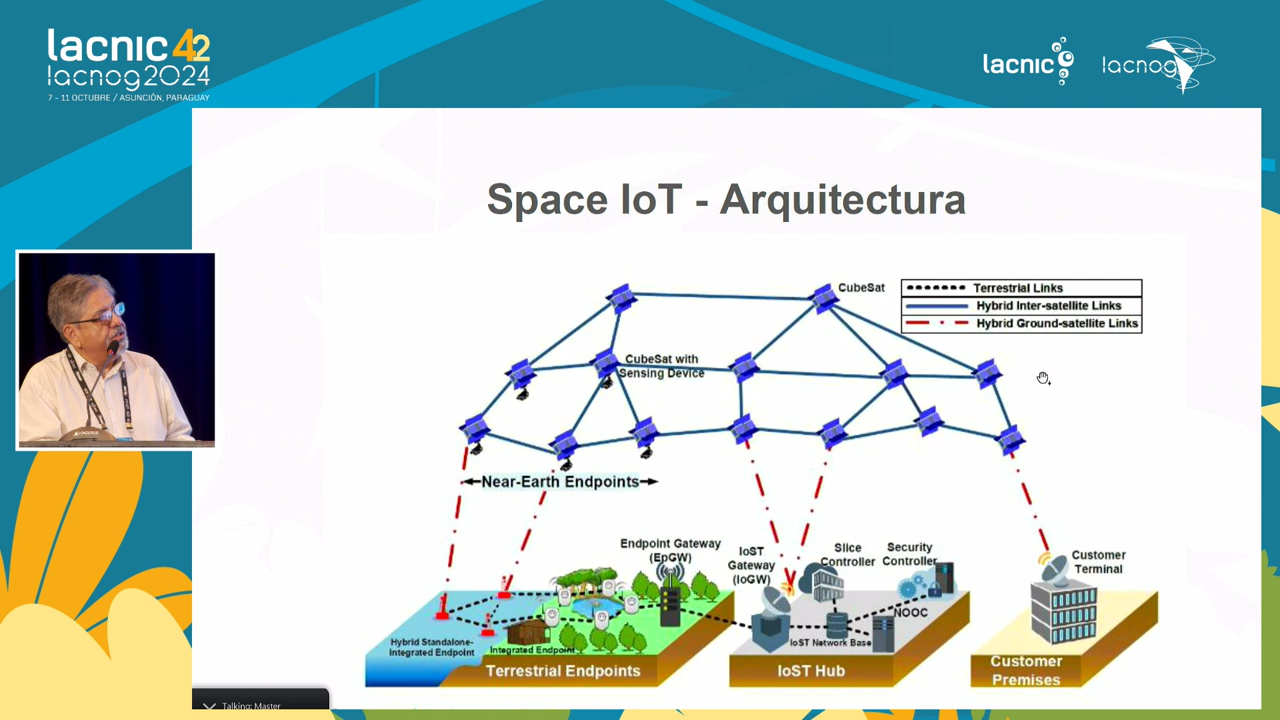 lacnic 42
lacnog2024
7 - 11 OCTUBRE / ASUNCIÓN, PARAGUAY
lacnic
lacnog
Space IoT - Arquitectura
CubeSat
Terrestrial Links
Hybrid Inter-satellite Links
Hybrid Ground-satellite Links
CubeSat with
Sensing Device
Near-Earth Endpoints
Endpoint Gateway
(EpGW)
IoST
Gateway
(IoGW)
Slice
Controller
Security
Controller
Customer
Terminal
NOOC
IoST Network Base
Hybrid Standalone-
integrated Endpoint
Integrated Endpoint
Terrestrial Endpoints
IoST Hub
Customer
Premises
Talking: Master